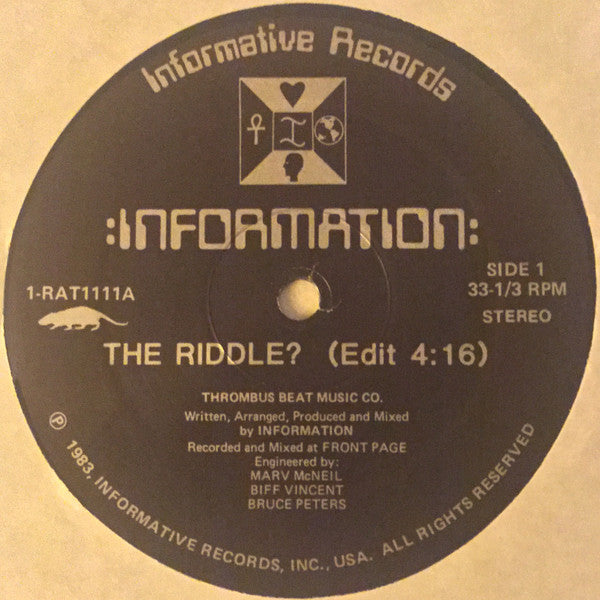 Informative Records
I
:INFORMATION:
1-RAT1111A
SIDE 1
33-1/3 RPM
STEREO
THE RIDDLE? (Edit 4:16)
THROMBUS BEAT MUSIC CO.
Written, Arranged, Produced and Mixed
by INFORMATION
Recorded and Mixed at FRONT PAGE
Engineered by:
MARV McNEIL
BIFF VINCENT
BRUCE PETERS
Ⓟ 1983, INFORMATIVE RECORDS, INC., USA. ALL RIGHTS RESERVED